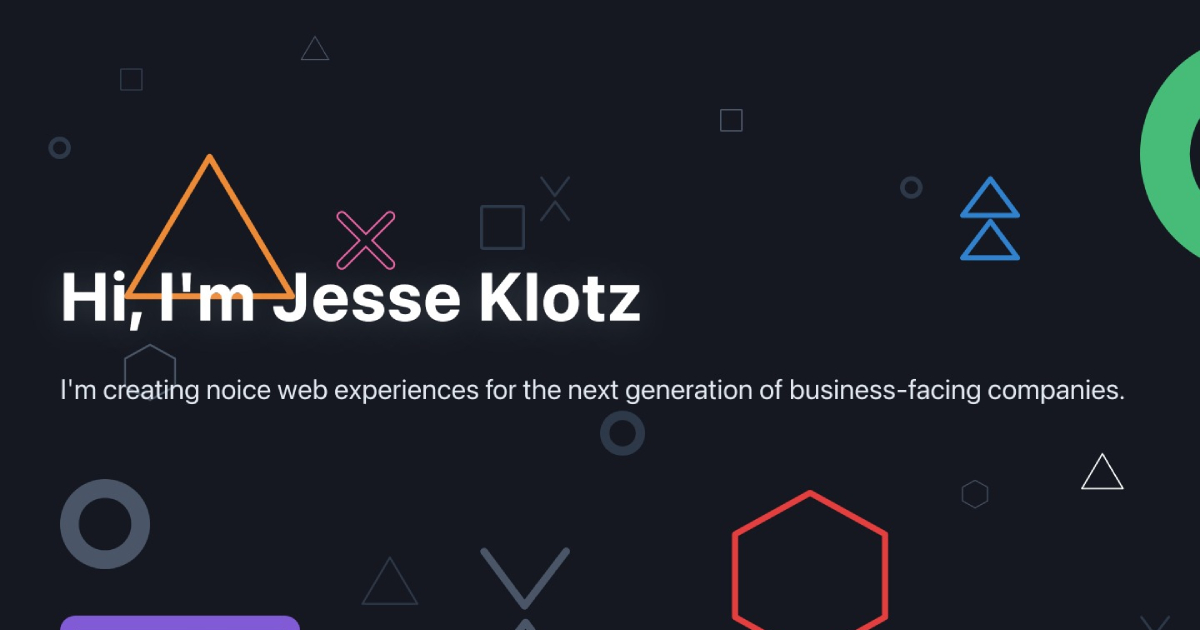 Hi, I'm Jesse Klotz
I'm creating noice web experiences for the next generation of business-facing companies.